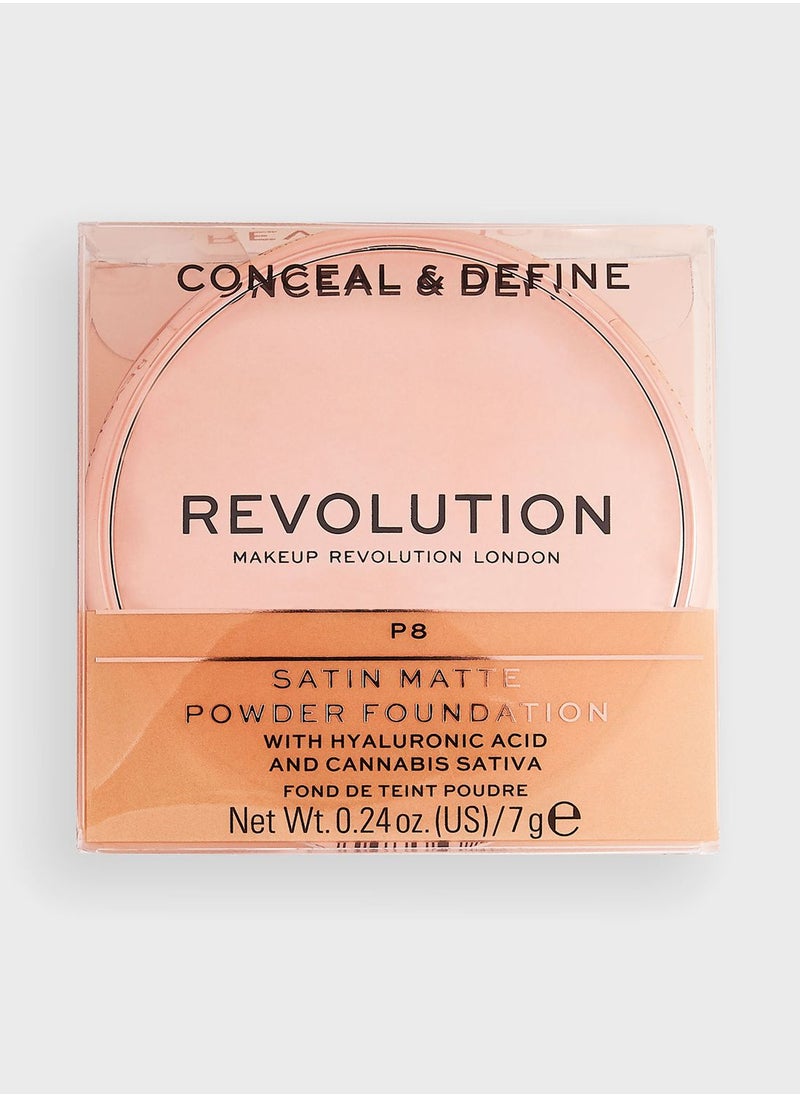 CONCEAL & DEFINE
REVOLUTION
MAKEUP REVOLUTION LONDON
P8
SATIN MATTE
POWDER FOUNDATION
WITH HYALURONIC ACID
AND CANNABIS SATIVA
FOND DE TEINT POUDRE
Net Wt. 0.24 oz. (US) / 7 g ℮